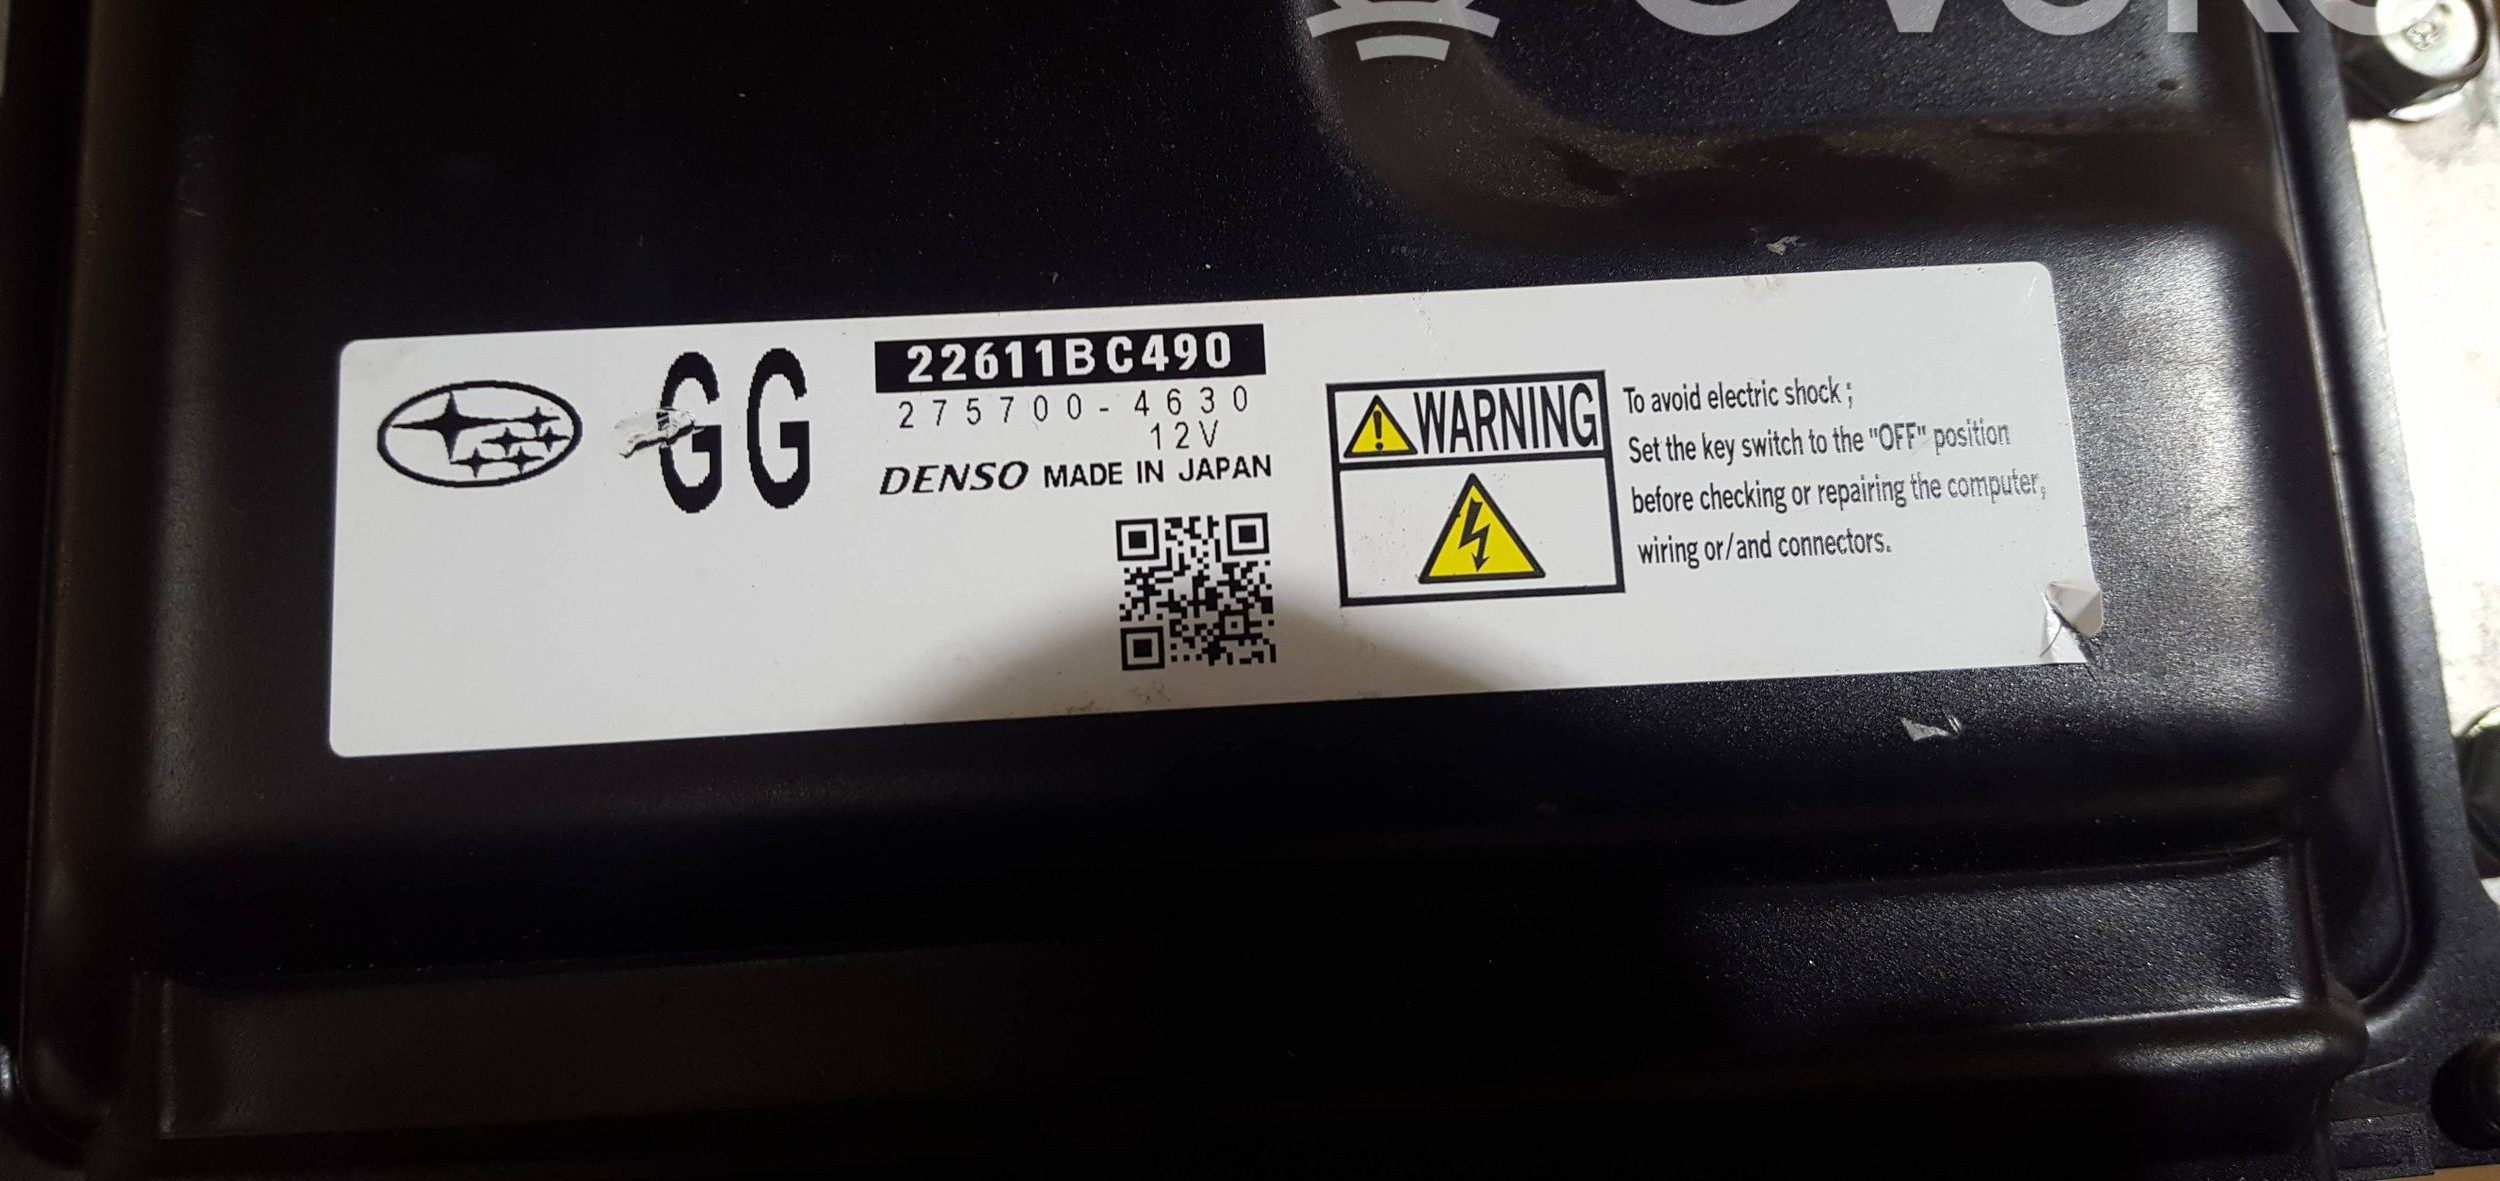 GG
22611BC490
275700-4630
12V
DENSO MADE IN JAPAN
WARNING
To avoid electric shock;
Set the key switch to the "OFF" position
before checking or repairing the computer,
wiring or/and connectors.